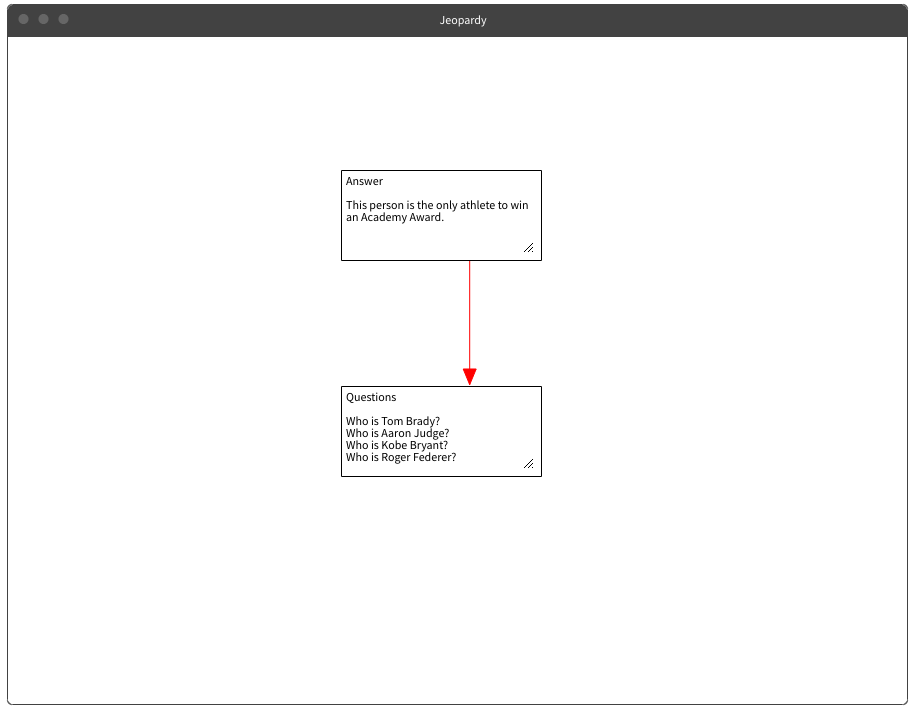 Jeopardy
Answer
This person is the only athlete to win
an Academy Award.
Questions
Who is Tom Brady?
Who is Aaron Judge?
Who is Kobe Bryant?
Who is Roger Federer?